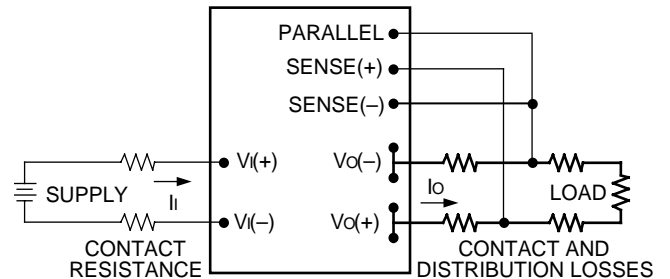 PARALLEL
SENSE(+)
SENSE(–)
VI(+)
VO(–)
SUPPLY
II
IO
LOAD
VI(–)
VO(+)
CONTACT
RESISTANCE
CONTACT AND
DISTRIBUTION LOSSES